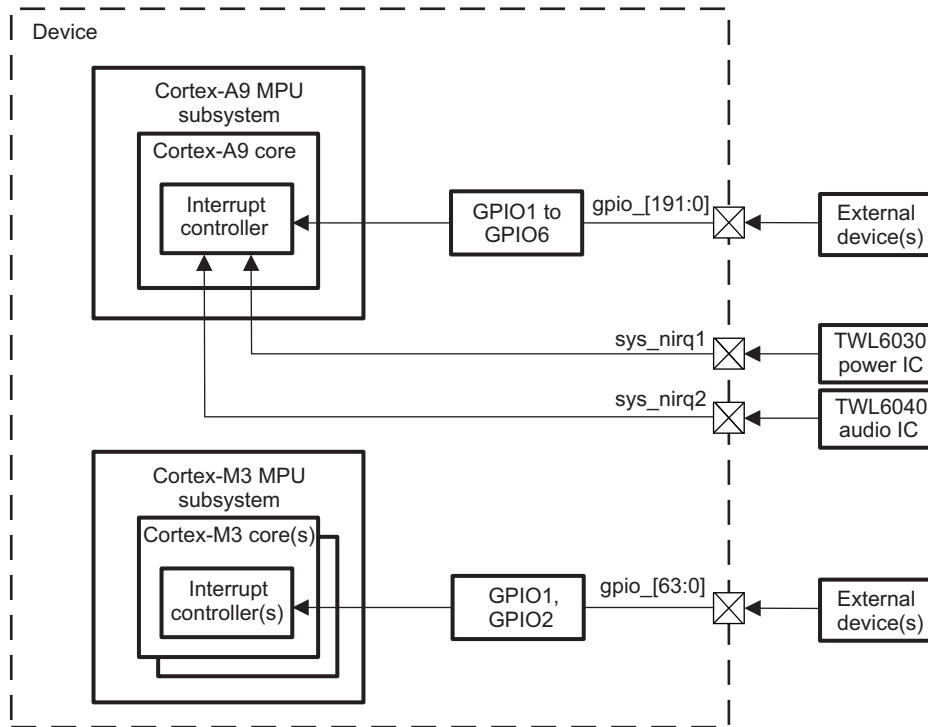 Device
Cortex-A9 MPU
subsystem
Cortex-A9 core
Interrupt
controller
GPIO1 to
GPIO6
gpio_[191:0]
External
device(s)
sys_nirq1
TWL6030
power IC
sys_nirq2
TWL6040
audio IC
Cortex-M3 MPU
subsystem
Cortex-M3 core(s)
Interrupt
controller(s)
GPIO1,
GPIO2
gpio_[63:0]
External
device(s)